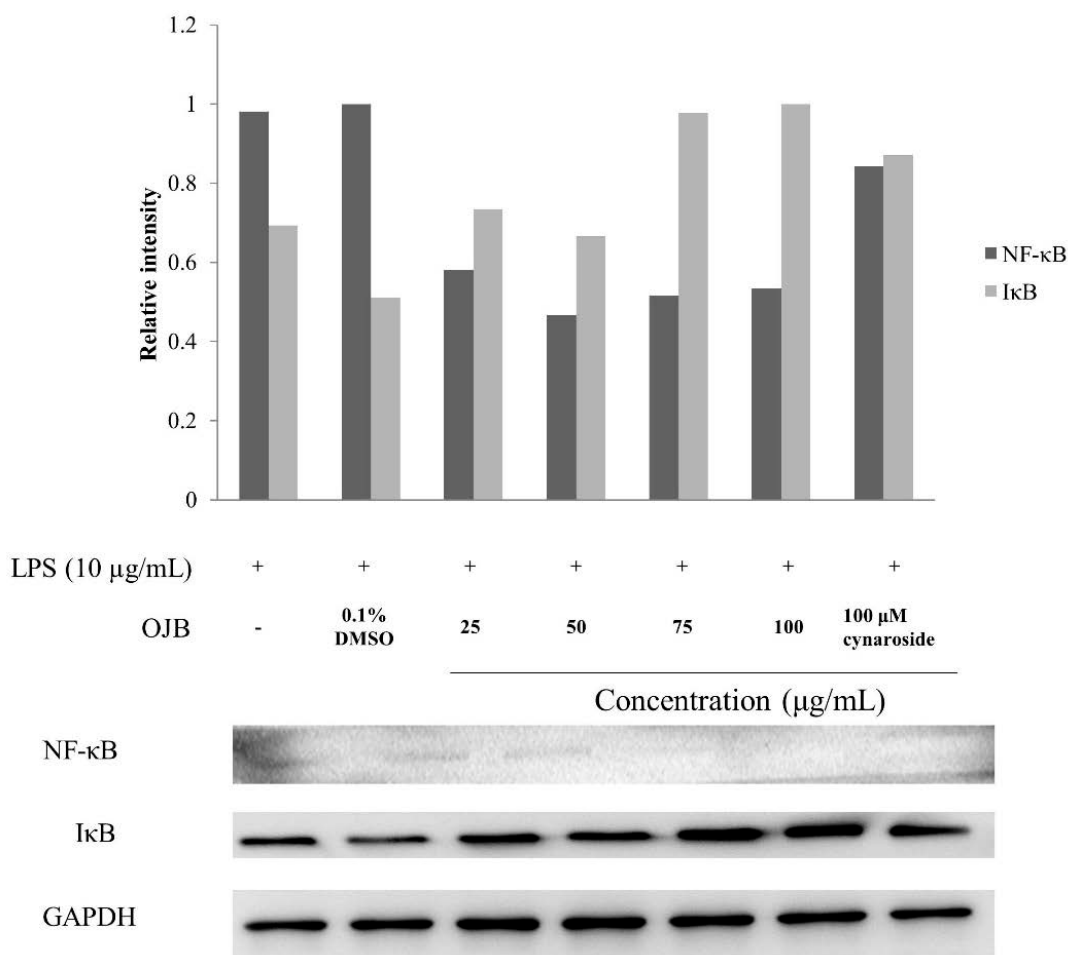 1.2
1
0.8
0.6
0.4
0.2
0
Relative intensity
NF-κB
IκB
LPS (10 μg/mL) + + + + + + +
OJB - 0.1% DMSO 25 50 75 100 100 μM cynaroside
Concentration (μg/mL)
NF-κB
IκB
GAPDH